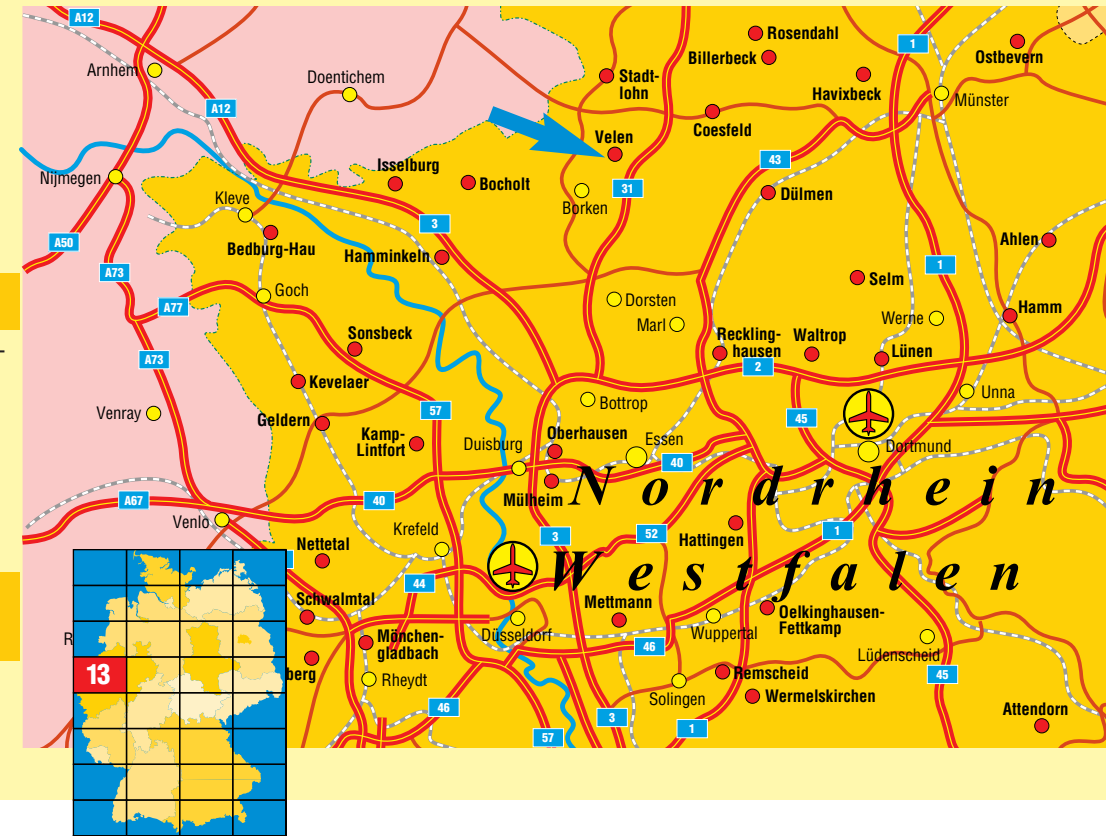 A12
Rosendahl
Billerbeck
1
Ostbevern
Arnhem
Doentichem
Stadt-
lohn
Havixbeck
Münster
A12
Coesfeld
Velen
Nijmegen
Isselburg
Bocholt
43
31
Dülmen
Kleve
Borken
3
A50
Bedburg-Hau
Hamminkeln
Ahlen
A73
1
Selm
Goch
Dorsten
A77
Marl
Werne
Hamm
Sonsbeck
Reckling-
hausen
Waltrop
Lünen
A73
2
Kevelaer
Unna
Venray
57
Bottrop
45
Geldern
Kamp-
Lintfort
Duisburg
Oberhausen
Essen
Dortmund
40
Nordrhein
A67
40
Mülheim
Venlo
Krefeld
3
52
Hattingen
1
Nettetal
Westfalen
44
Schwalmtal
Mettmann
Oelkinghausen-
Fettkamp
R
Mönchen-
gladbach
Düsseldorf
Wuppertal
46
Lüdenscheid
13
berg
Rheydt
Solingen
Remscheid
45
Wermelskirchen
46
3
1
57
Attendorn
-